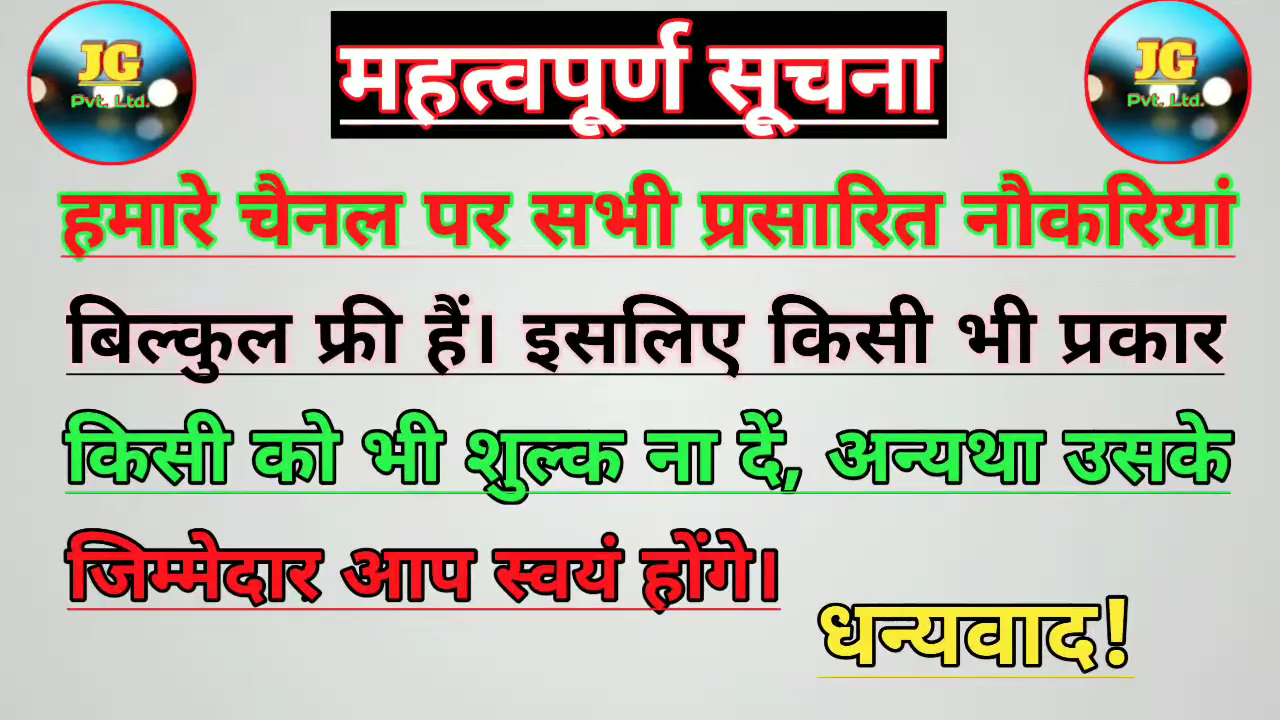 JG
Pvt. Ltd.
महत्वपूर्ण सूचना
JG
Pvt. Ltd.
हमारे चैनल पर सभी प्रसारित नौकरियां
बिल्कुल फ्री हैं। इसलिए किसी भी प्रकार
किसी को भी शुल्क ना दें, अन्यथा उसके
जिम्मेदार आप स्वयं होंगे।
धन्यवाद!